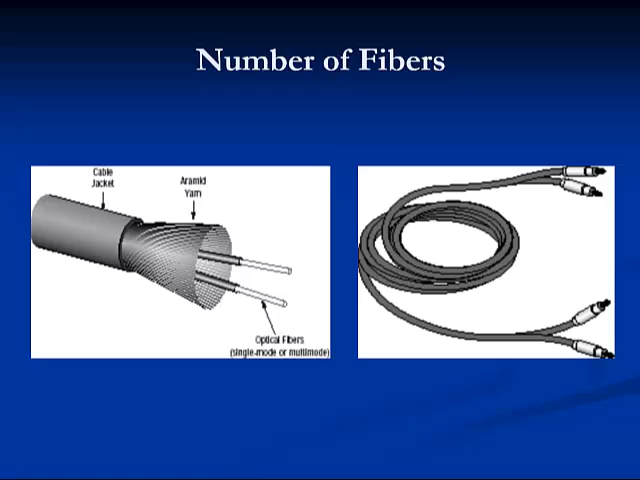 Number of Fibers
Cable
Jacket
Aramid
Yarn
Optical Fibers
(single-mode or multimode)